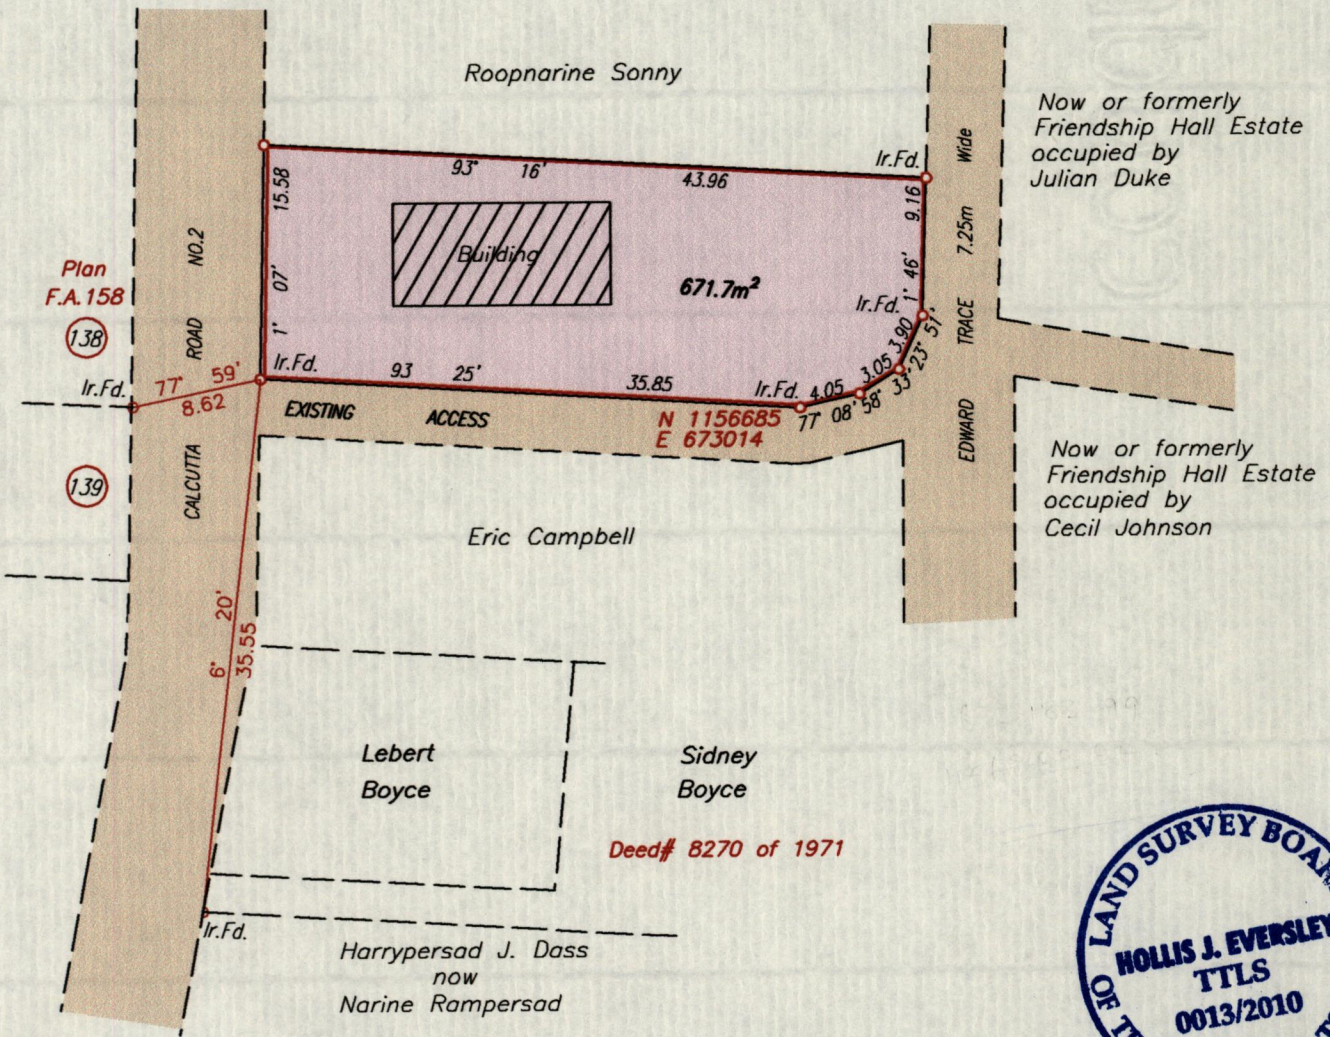 Roopnarine Sonny
Now or formerly
Friendship Hall Estate
occupied by
Julian Duke
Ir.Fd.
93° 16' 43.96
15.58
1° 07'
9.16
1° 46'
Building
671.7m²
Plan
F.A.158
138
139
CALCUTTA ROAD NO.2
EDWARD TRACE 7.25m Wide
Ir.Fd.
Ir.Fd.
Ir.Fd.
Ir.Fd.
77° 59'
8.62
93 25' 35.85
4.05
3.05
3.90
77° 08'
58° 33'
23° 51'
EXISTING ACCESS
N 1156685
E 673014
Now or formerly
Friendship Hall Estate
occupied by
Cecil Johnson
Eric Campbell
6° 20'
35.55
Lebert
Boyce
Sidney
Boyce
Deed# 8270 of 1971
Ir.Fd.
Harrypersad J. Dass
now
Narine Rampersad
OF LAND SURVEY BOA
HOLLIS J. EVERSLEY
TTLS
0013/2010